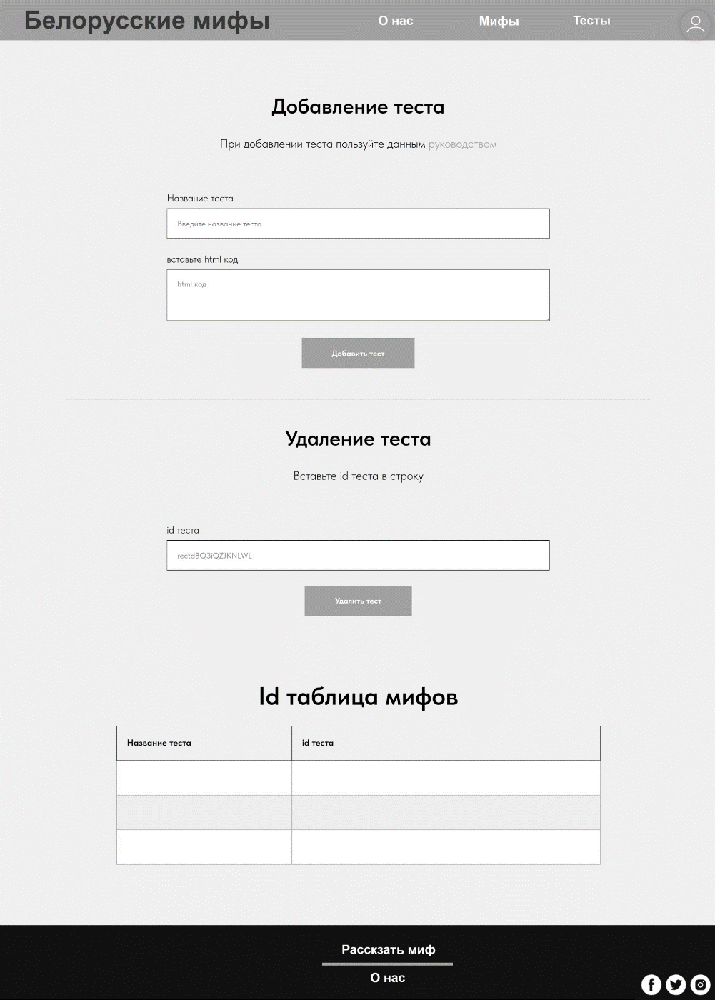 Белорусские мифы
О нас
Мифы
Тесты
Добавление теста
При добавлении теста пользуйте данным руководством
Название теста
Введите название теста
вставьте html код
html код
Добавить тест
Удаление теста
Вставьте id теста в строку
id теста
rectdBQ3iQZJKNLWL
Удалить тест
Id таблица мифов
Название теста
id теста
Расскзать миф
О нас